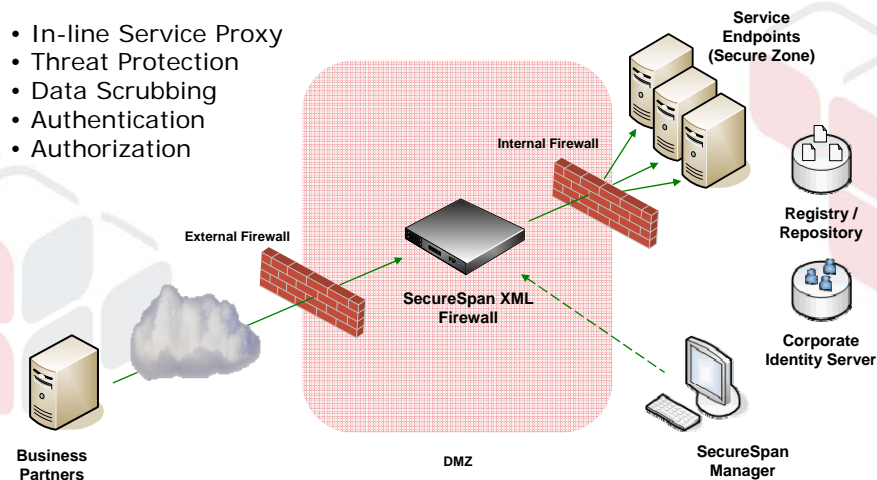 • In-line Service Proxy
• Threat Protection
• Data Scrubbing
• Authentication
• Authorization
Service
Endpoints
(Secure Zone)
Internal Firewall
Registry /
Repository
External Firewall
SecureSpan XML
Firewall
Corporate
Identity Server
Business
Partners
DMZ
SecureSpan
Manager